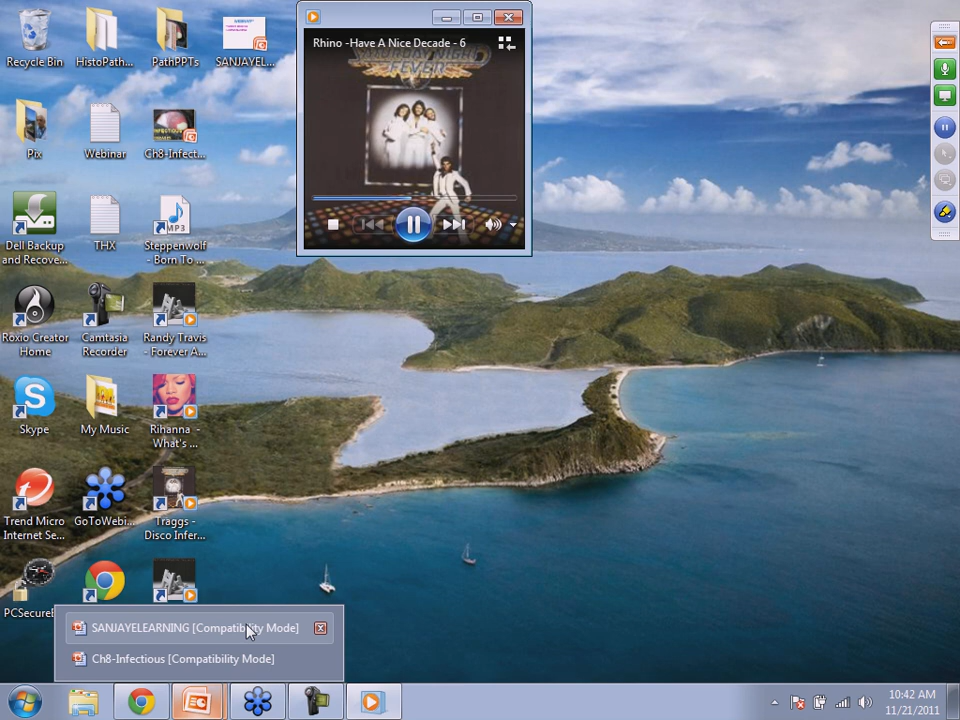 Rhino -Have A Nice Decade - 6
SATURDAY NIGHT
FEVER
Recycle Bin
HistoPath...
PathPPTs
SANJAYEL...
Pix
Webinar
Ch8-Infect...
Dell Backup
and Recove...
THX
Steppenwolf
- Born To ...
MP3
Roxio Creator
Home
Camtasia
Recorder
Randy Travis
- Forever A...
Skype
My Music
Rihanna -
What's ...
Trend Micro
Internet Se...
GoToWebi...
Traggs -
Disco Infer...
SANJAYELEARNING [Compatibility Mode]
Ch8-Infectious [Compatibility Mode]
10:42 AM
11/21/2011